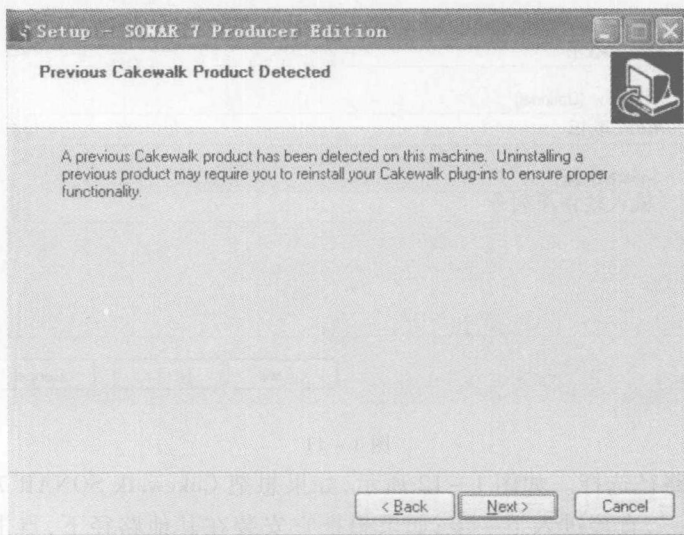 Setup - SONAR 7 Producer Edition
Previous Cakewalk Product Detected
A previous Cakewalk product has been detected on this machine. Uninstalling a
previous product may require you to reinstall your Cakewalk plug-ins to ensure proper
functionality.
< Back
Next >
Cancel